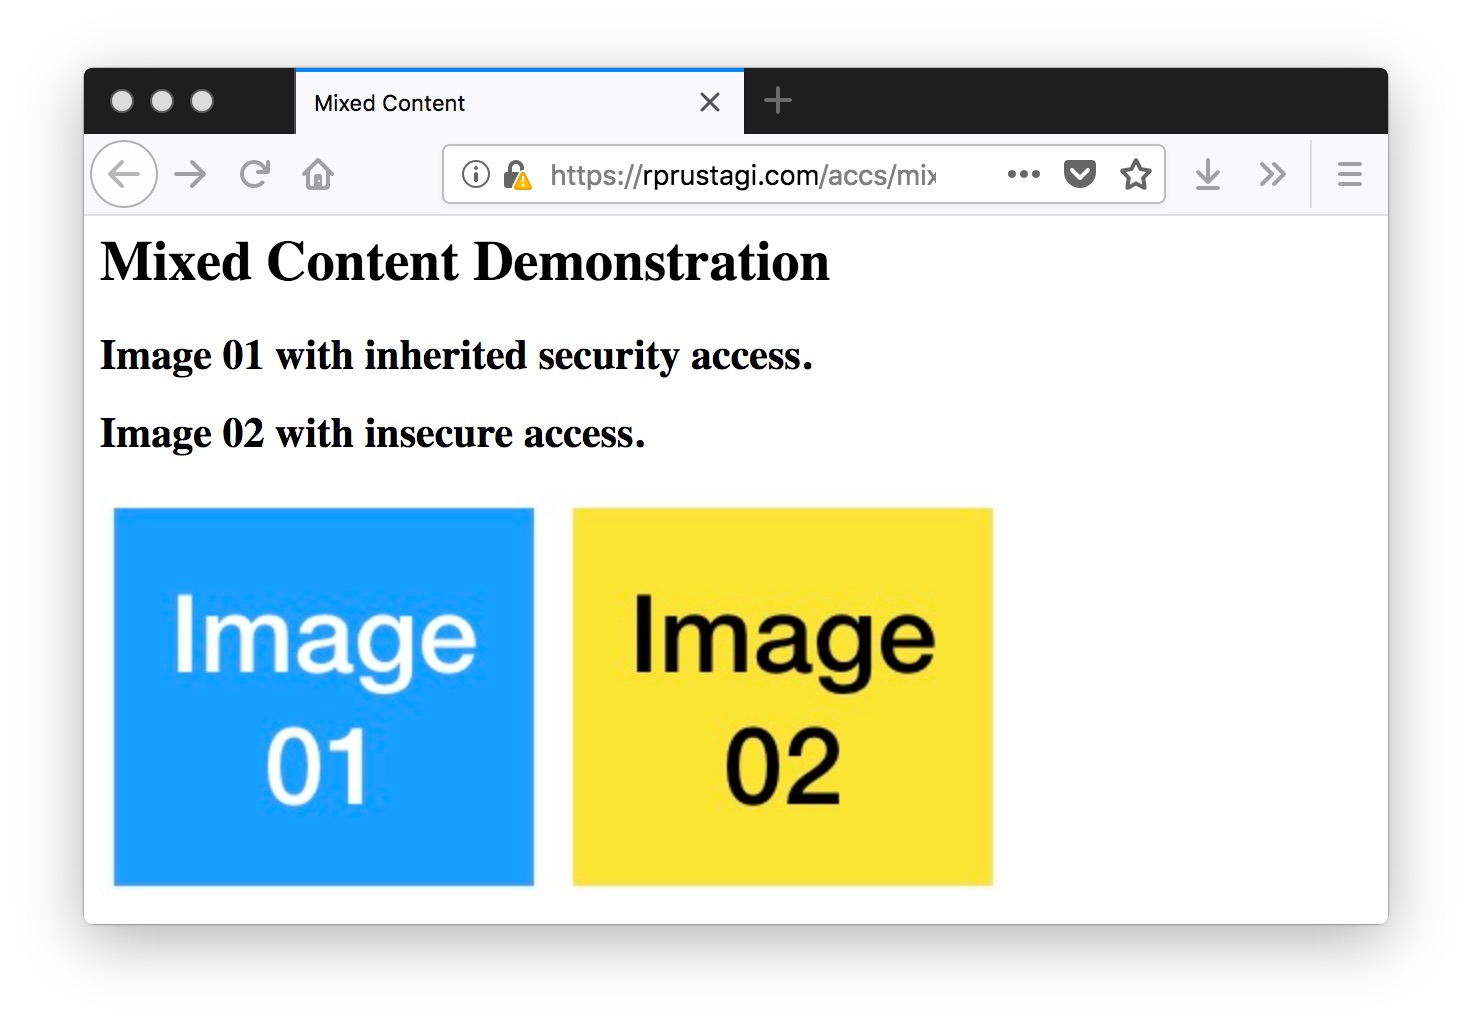 Mixed Content
https://rprustagi.com/accs/mix
Mixed Content Demonstration
Image 01 with inherited security access.
Image 02 with insecure access.
Image
01
Image
02